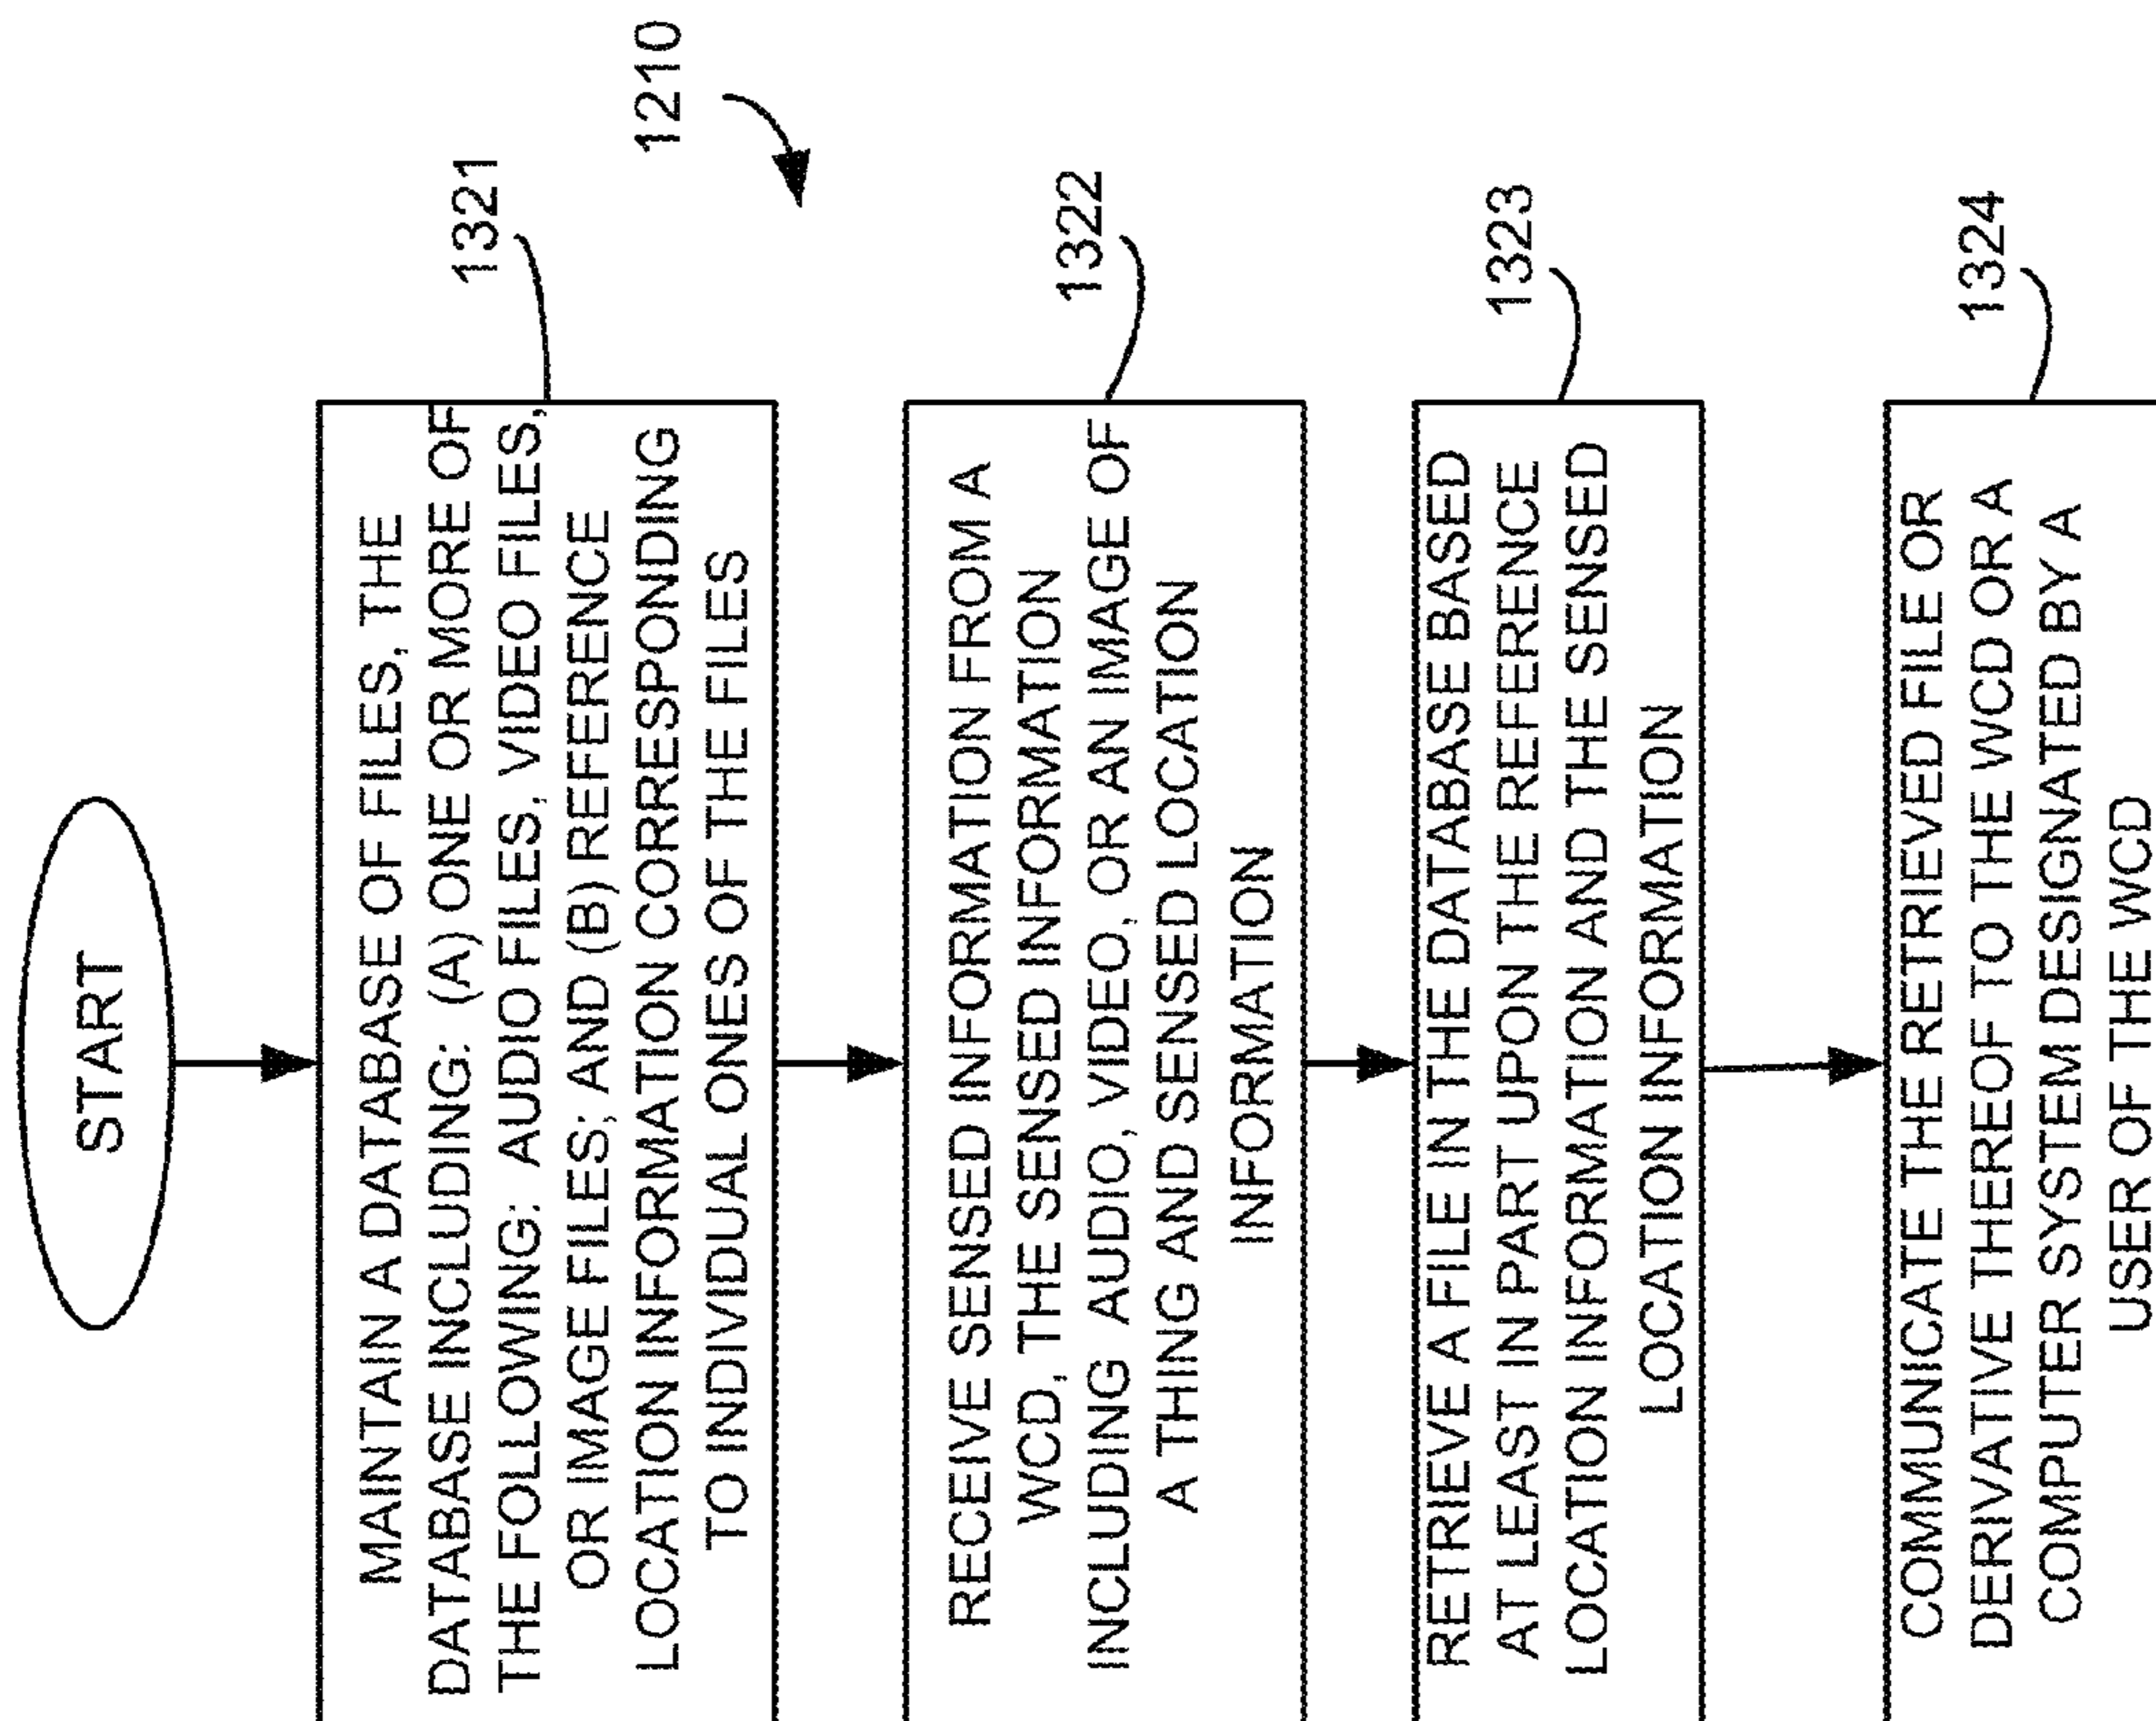 START
MAINTAIN A DATABASE OF FILES, THE
DATABASE INCLUDING: (A) ONE OR MORE OF
THE FOLLOWING: AUDIO FILES, VIDEO FILES,
OR IMAGE FILES; AND (B) REFERENCE
LOCATION INFORMATION CORRESPONDING
TO INDIVIDUAL ONES OF THE FILES
1321
1210
RECEIVE SENSED INFORMATION FROM A
WCD, THE SENSED INFORMATION
INCLUDING AUDIO, VIDEO, OR AN IMAGE OF
A THING AND SENSED LOCATION
INFORMATION
1322
RETRIEVE A FILE IN THE DATABASE BASED
AT LEAST IN PART UPON THE REFERENCE
LOCATION INFORMATION AND THE SENSED
LOCATION INFORMATION
1323
COMMUNICATE THE RETRIEVED FILE OR
DERIVATIVE THEREOF TO THE WCD OR A
COMPUTER SYSTEM DESIGNATED BY A
USER OF THE WCD
1324